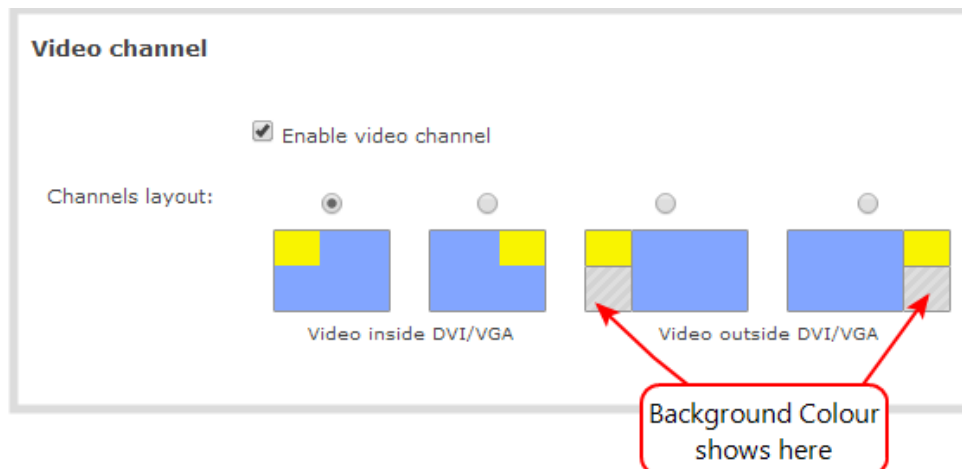 Video channel
Enable video channel
Channels layout:
Video inside DVI/VGA
Video outside DVI/VGA
Background Colour
shows here